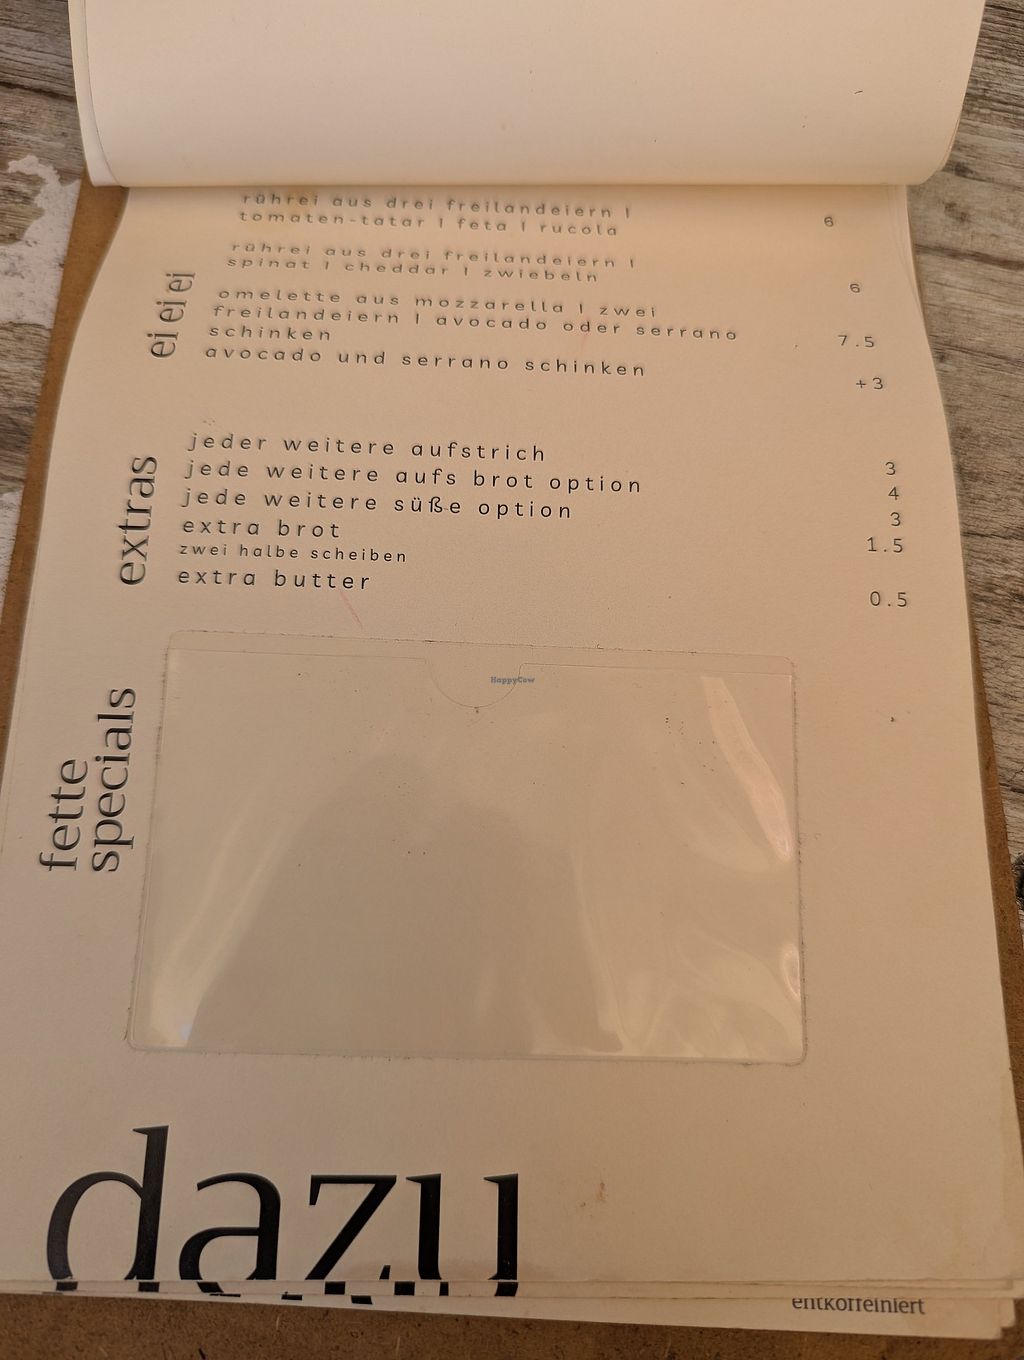 rührei aus drei freilandeiern |
tomaten-tatar | feta | rucola 6
rührei aus drei freilandeiern |
spinat | cheddar | zwiebeln 6
ei ei ei
omelette aus mozzarella | zwei
freilandeiern | avocado oder serrano
schinken 7.5
avocado und serrano schinken +3
extras
jeder weitere aufstrich 3
jede weitere aufs brot option 4
jede weitere süße option 3
extra brot 1.5
zwei halbe scheiben
extra butter 0.5
HappyCow
fette
specials
dazu
entkoffeiniert